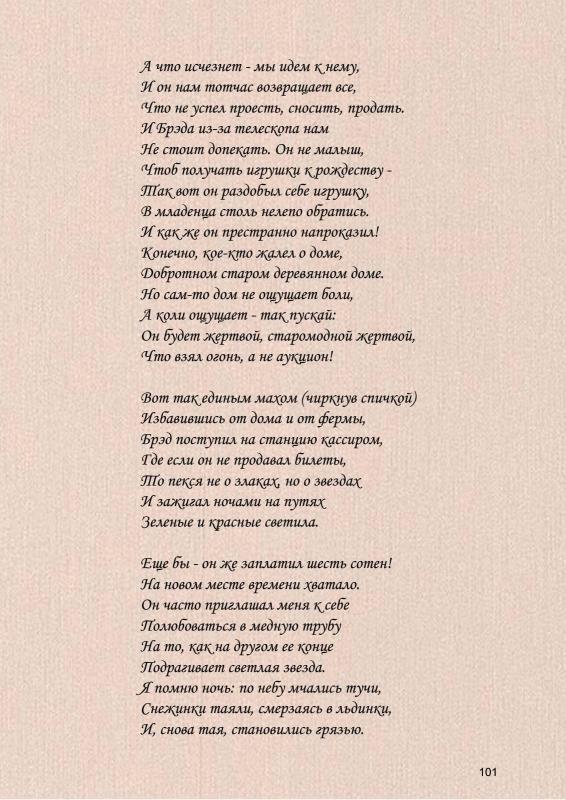 А что исчезнет - мы идем к нему,
И он нам тотчас возвращает все,
Что не успел проесть, сносить, продать.
И Брэда из-за телескопа нам
Не стоит допекать. Он не малыш,
Чтоб получать игрушки к рождеству -
Так вот он раздобыл себе игрушку,
В младенца столь нелепо обратись.
И как же он престранно напроказил!
Конечно, кое-кто жалел о доме,
Добротном старом деревянном доме.
Но сам-то дом не ощущает боли,
А коли ощущает - так пускай:
Он будет жертвой, старомодной жертвой,
Что взял огонь, а не аукцион!
Вот так единым махом (чиркнув спичкой)
Избавившись от дома и от фермы,
Брэд поступил на станцию кассиром,
Где если он не продавал билеты,
То пекся не о злаках, но о звездах
И зажигал ночами на путях
Зеленые и красные светила.
Еще бы - он же заплатил шесть сотен!
На новом месте времени хватало.
Он часто приглашал меня к себе
Полюбоваться в медную трубу
На то, как на другом ее конце
Подрагивает светлая звезда.
Я помню ночь: по небу мчались тучи,
Снежинки таяли, смерзаясь в льдинки,
И, снова тая, становились грязью.
101